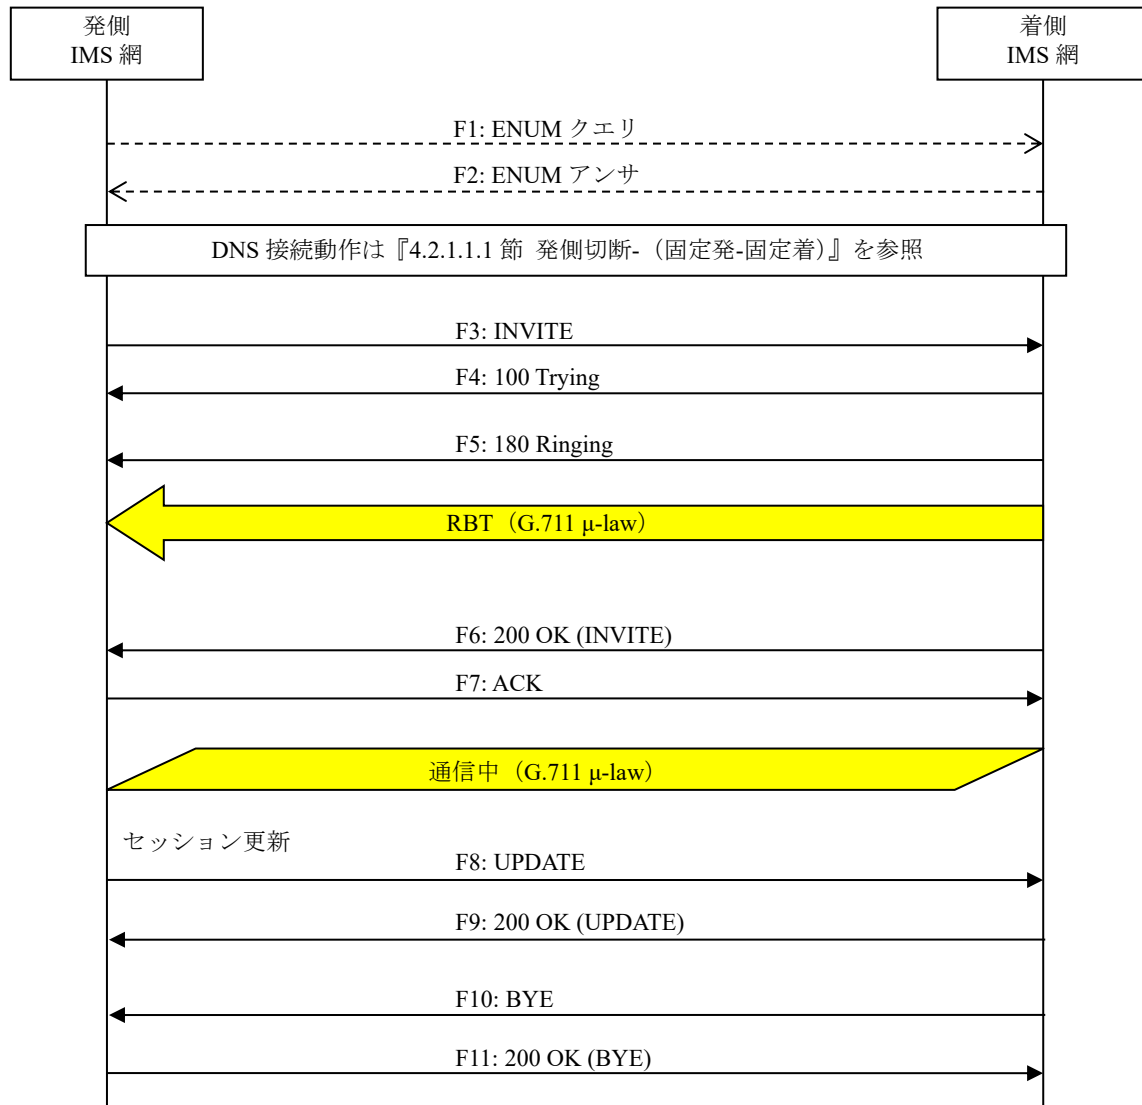 発側
IMS 網
着側
IMS 網
F1: ENUM クエリ
F2: ENUM アンサ
DNS 接続動作は『4.2.1.1.1 節 発側切断-（固定発-固定着）』を参照
F3: INVITE
F4: 100 Trying
F5: 180 Ringing
RBT（G.711 μ-law）
F6: 200 OK (INVITE)
F7: ACK
通信中（G.711 μ-law）
セッション更新
F8: UPDATE
F9: 200 OK (UPDATE)
F10: BYE
F11: 200 OK (BYE)